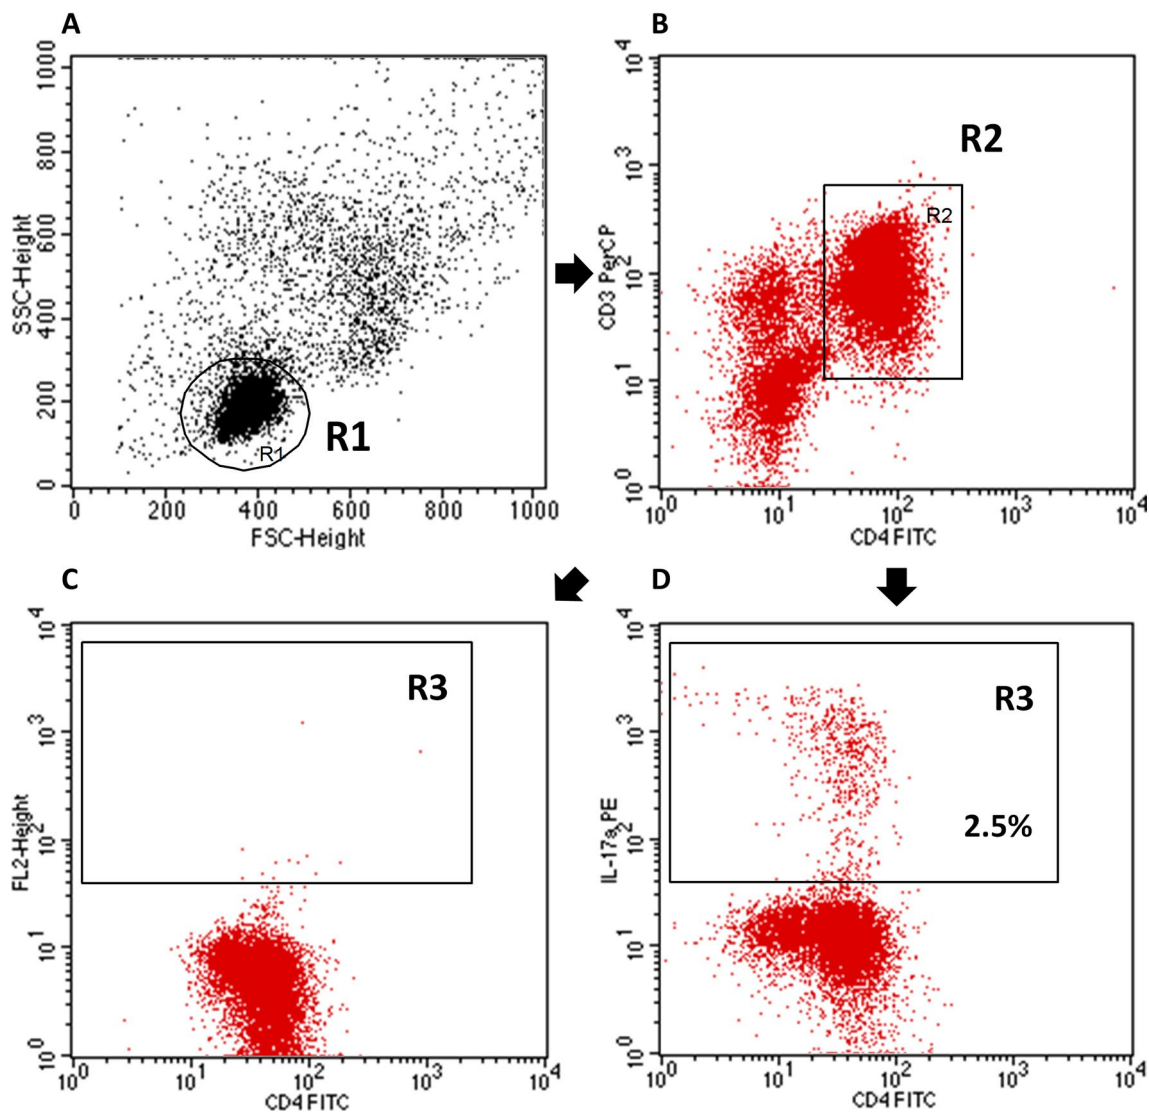 A
1000
800
600
400
200
0
SSC-Height
R1
R1
0 200 400 600 800 1000
FSC-Height
B
10^4
10^3
10^2
10^1
10^0
CD3 PerCP
R2
R2
10^0 10^1 10^2 10^3 10^4
CD4 FITC
C
10^4
10^3
10^2
10^1
10^0
FL2-Height
R3
10^0 10^1 10^2 10^3 10^4
CD4 FITC
D
10^4
10^3
10^2
10^1
10^0
IL-17a PE
R3
2.5%
10^0 10^1 10^2 10^3 10^4
CD4 FITC